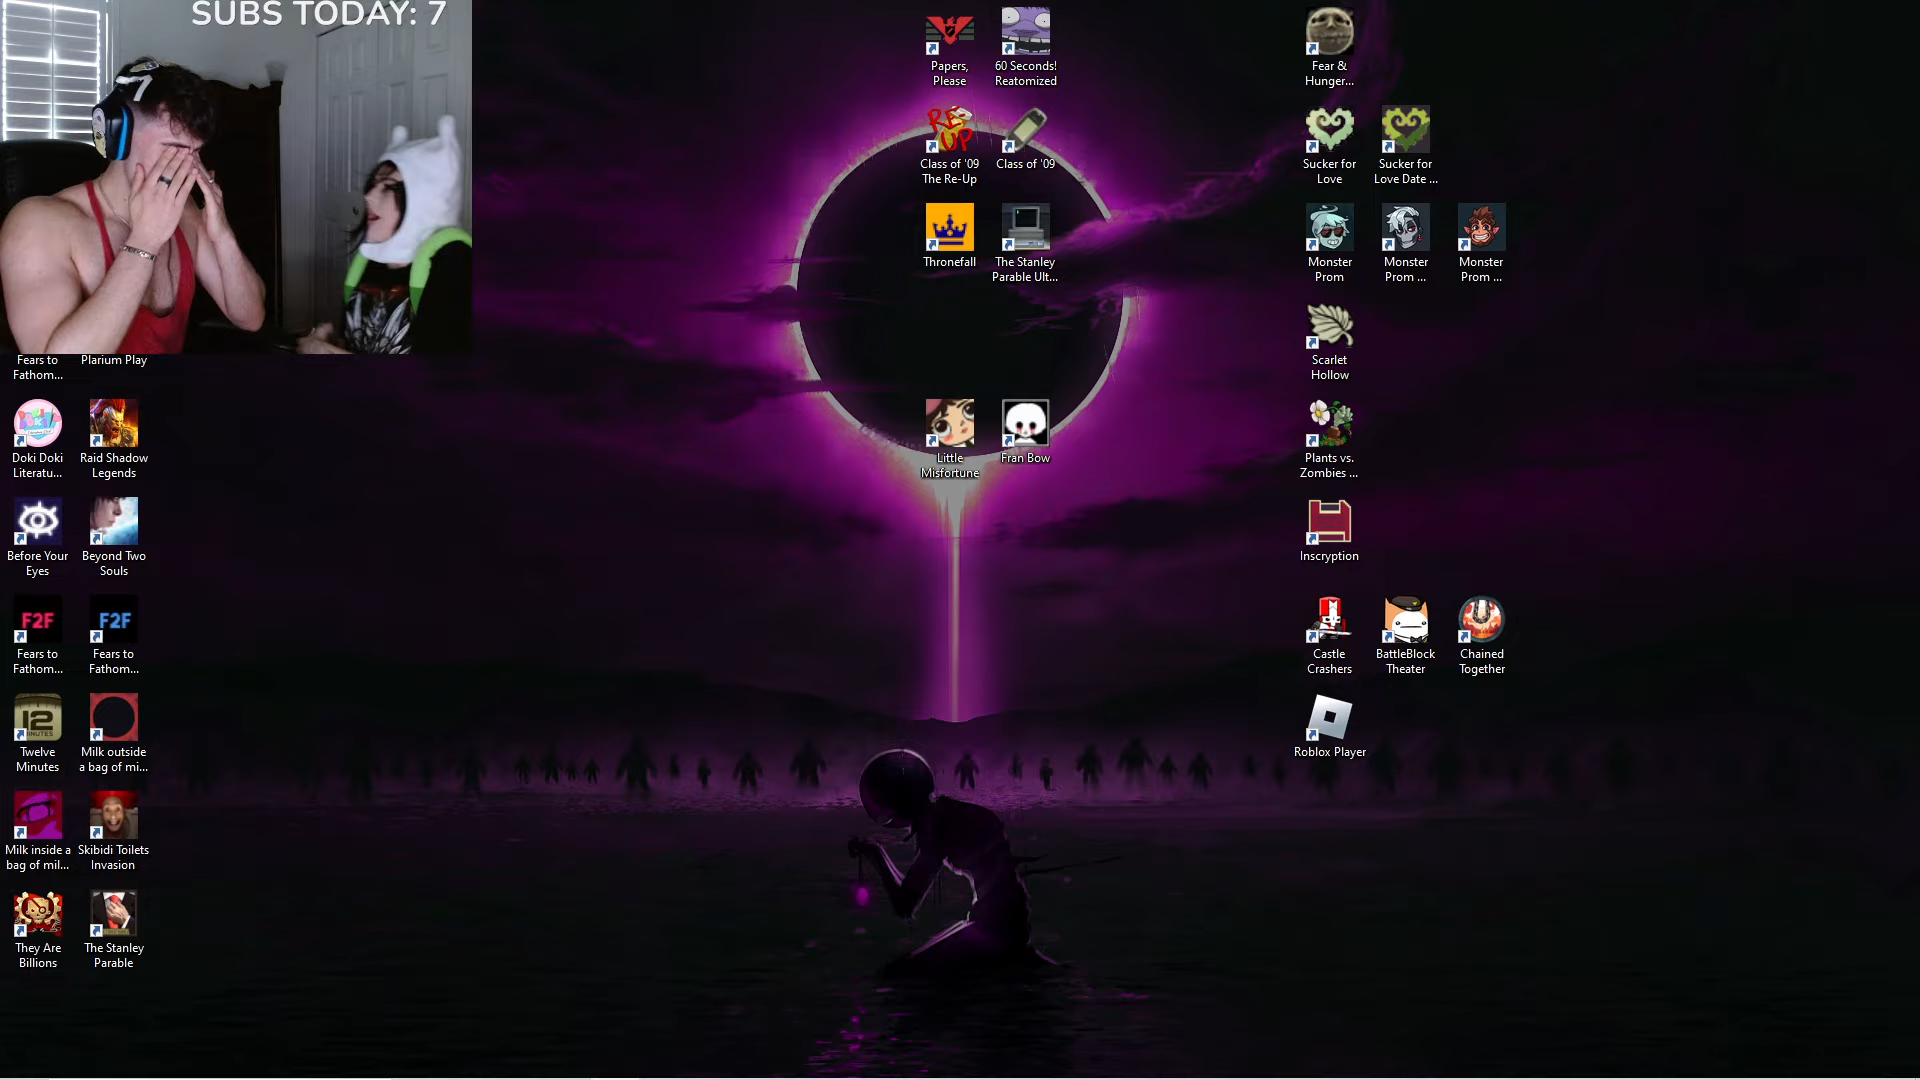 SUBS TODAY: 7
Papers,
Please
60 Seconds!
Reatomized
Fear &
Hunger...
RE-
UP
Class of '09
The Re-Up
Class of '09
Sucker for
Love
Sucker for
Love Date ...
Thronefall
The Stanley
Parable Ult...
Monster
Prom
Monster
Prom ...
Monster
Prom ...
Fears to
Fathom...
Plarium Play
Scarlet
Hollow
Doki Doki
Literatu...
Raid Shadow
Legends
Little
Misfortune
Fran Bow
Plants vs.
Zombies ...
Before Your
Eyes
Beyond Two
Souls
Inscryption
F2F
Fears to
Fathom...
F2F
Fears to
Fathom...
Castle
Crashers
BattleBlock
Theater
Chained
Together
12
MINUTES
Twelve
Minutes
Milk outside
a bag of mi...
Roblox Player
Milk inside a
bag of mil...
Skibidi Toilets
Invasion
They Are
Billions
The Stanley
Parable